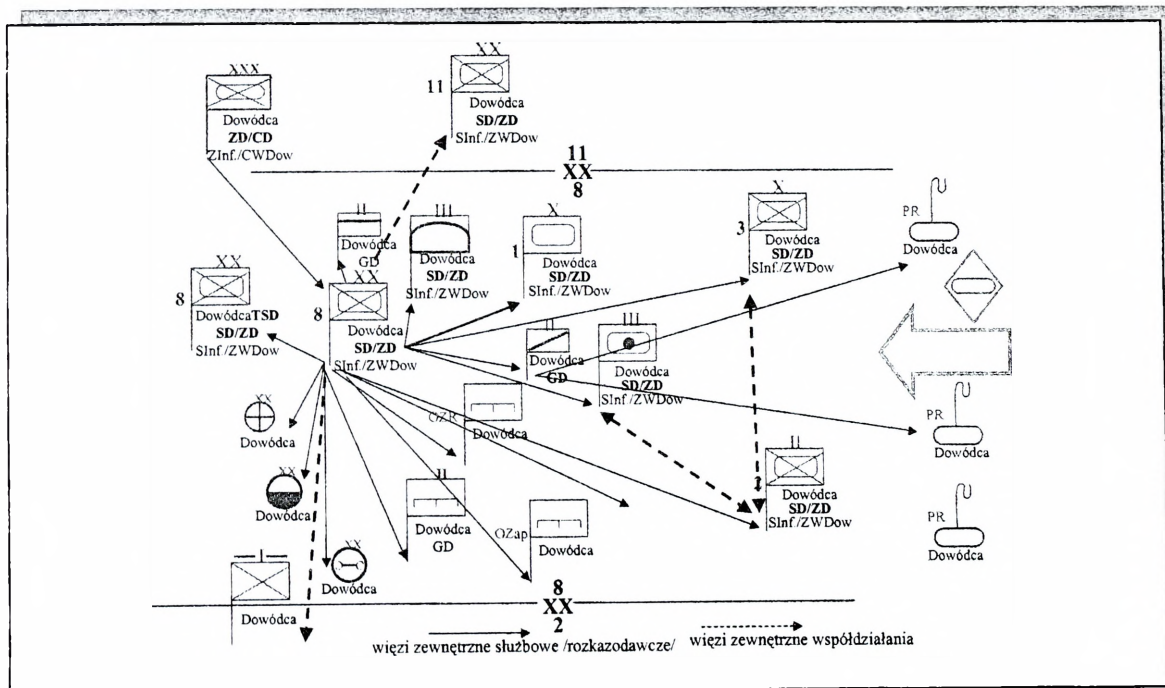 XXX
Dowódca
ZD/CD
ZInf./CWDow
XX
11
Dowódca
SD/ZD
SInf./ZWDow
11
XX
8
II
Dowódca
GD
III
Dowódca
SD/ZD
SInf./ZWDow
X
1
Dowódca
SD/ZD
SInf./ZWDow
X
3
Dowódca
SD/ZD
SInf./ZWDow
PR
Dowódca
XX
8
DowódcaTSD
SD/ZD
SInf./ZWDow
XX
8
Dowódca
SD/ZD
SInf./ZWDow
II
Dowódca
GD
III
Dowódca
SD/ZD
SInf./ZWDow
PR
Dowódca
XX
Dowódca
OZR
Dowódca
II
Dowódca
SD/ZD
SInf./ZWDow
XX
Dowódca
II
Dowódca
GD
OZap
Dowódca
PR
Dowódca
XX
Dowódca
I
Dowódca
8
XX
2
więzi zewnętrzne służbowe /rozkazodawcze/
więzi zewnętrzne współdziałania